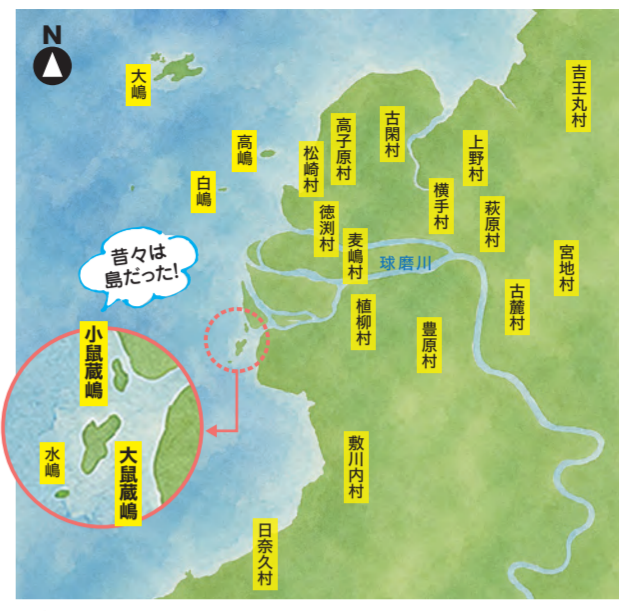 N
大嶋
吉王丸村
古閑村
高子原村
上野村
高嶋
松崎村
白嶋
横手村
萩原村
徳渕村
麦嶋村
宮地村
球磨川
昔々は
島だった!
古麓村
植柳村
豊原村
小鼠蔵嶋
水嶋
大鼠蔵嶋
敷川内村
日奈久村